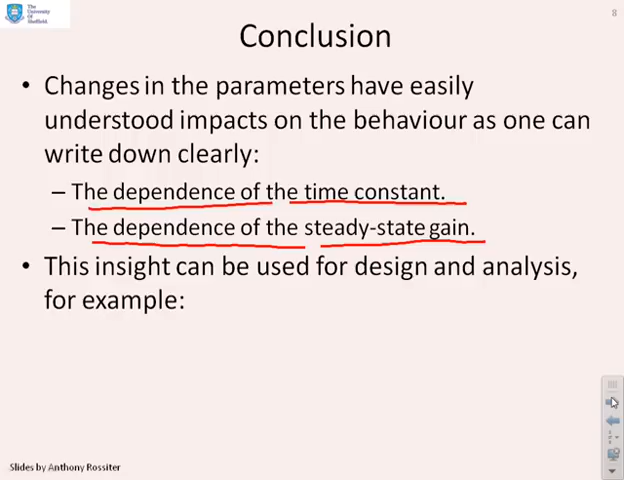 The
University
Of
Sheffield.
8
Conclusion
• Changes in the parameters have easily
understood impacts on the behaviour as one can
write down clearly:
– The dependence of the time constant.
– The dependence of the steady-state gain.
• This insight can be used for design and analysis,
for example:
Slides by Anthony Rossiter